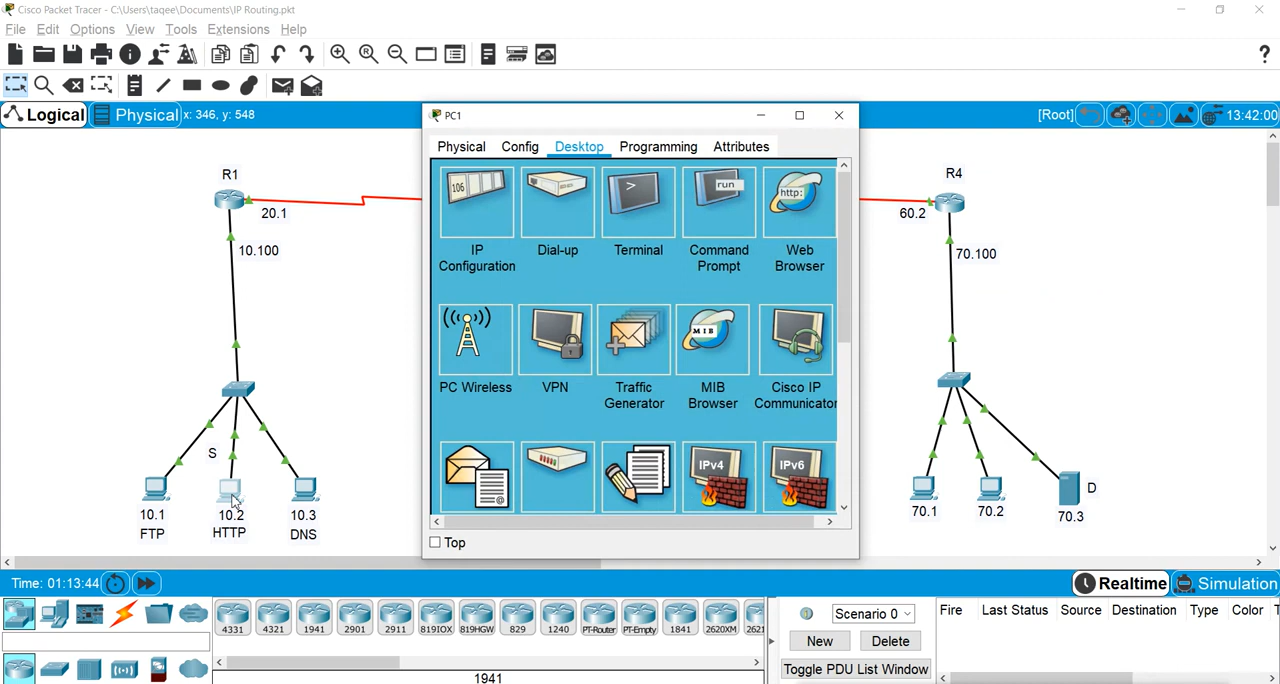 Cisco Packet Tracer - C:\Users\taqee\Documents\IP Routing.pkt
File Edit Options View Tools Extensions Help
?
Logical Physical x: 346, y: 548
[Root] 13:42:00
PC1
Physical Config Desktop Programming Attributes
106
>
run
http:
IP Configuration
Dial-up
Terminal
Command Prompt
Web Browser
MIB
PC Wireless
VPN
Traffic Generator
MIB Browser
Cisco IP Communicator
IPv4
IPv6
Top
R1
20.1
10.100
S
10.1
FTP
10.2
HTTP
10.3
DNS
R4
60.2
70.100
70.1
70.2
70.3
D
Time: 01:13:44
Realtime Simulation
4331 4321 1941 2901 2911 819IOX 819HGW 829 1240 PT-Router PT-Empty 1841 2620XM 2621
1941
Scenario 0
New Delete
Toggle PDU List Window
Fire Last Status Source Destination Type Color T